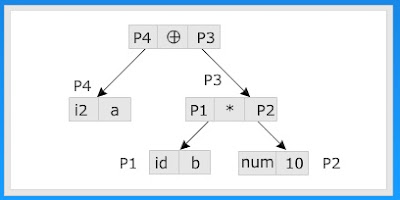 P4 ⊕ P3
P4
P3
i2 a
P1 * P2
P1 id b
num 10 P2